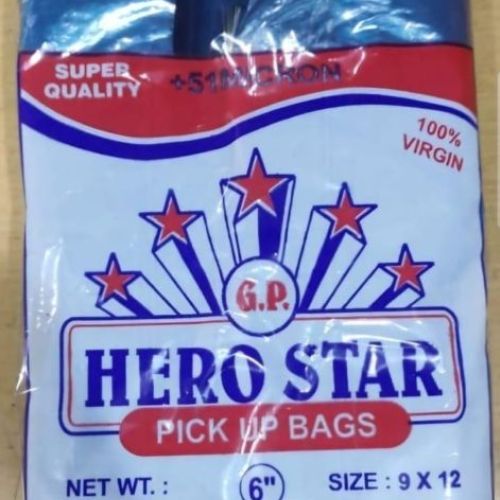 SUPER
QUALITY
+51MICRON
100%
VIRGIN
G.P.
HERO STAR
PICK UP BAGS
NET WT. : 6" SIZE : 9 X 12